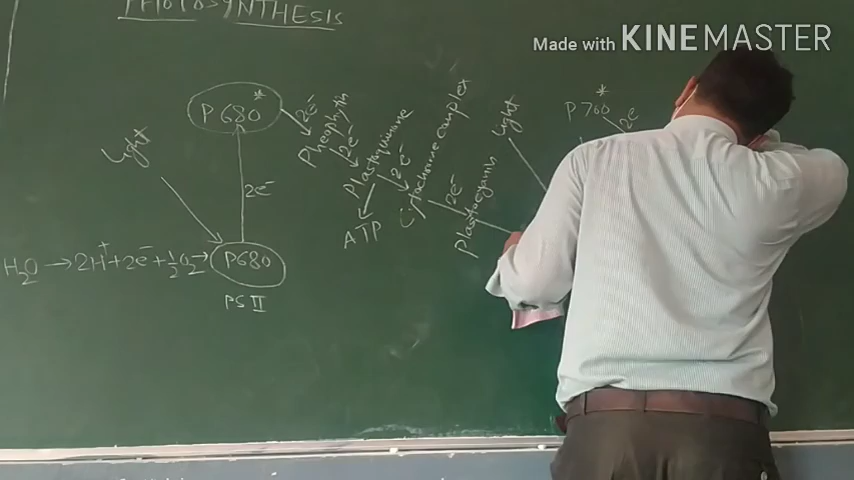 PHOTOSYNTHESIS
Made with KINEMASTER
P680*
2e⁻
Pheophytin
2e⁻
Plastoquinone
2e⁻
ATP
Cytochrome complex
2e⁻
Plastocyanin
Light
P700*
2e
Light
2e⁻
H₂O → 2H⁺+2e⁻+½O₂→
P680
PS II